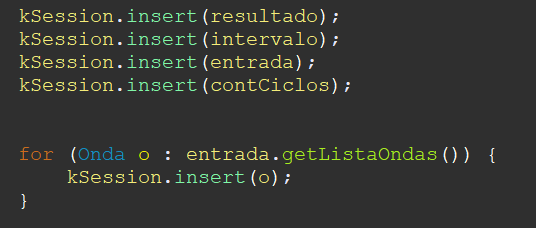 kSession.insert(resultado);
kSession.insert(intervalo);
kSession.insert(entrada);
kSession.insert(contCiclos);
for (Onda o : entrada.getListaOndas()) {
kSession.insert(o);
}